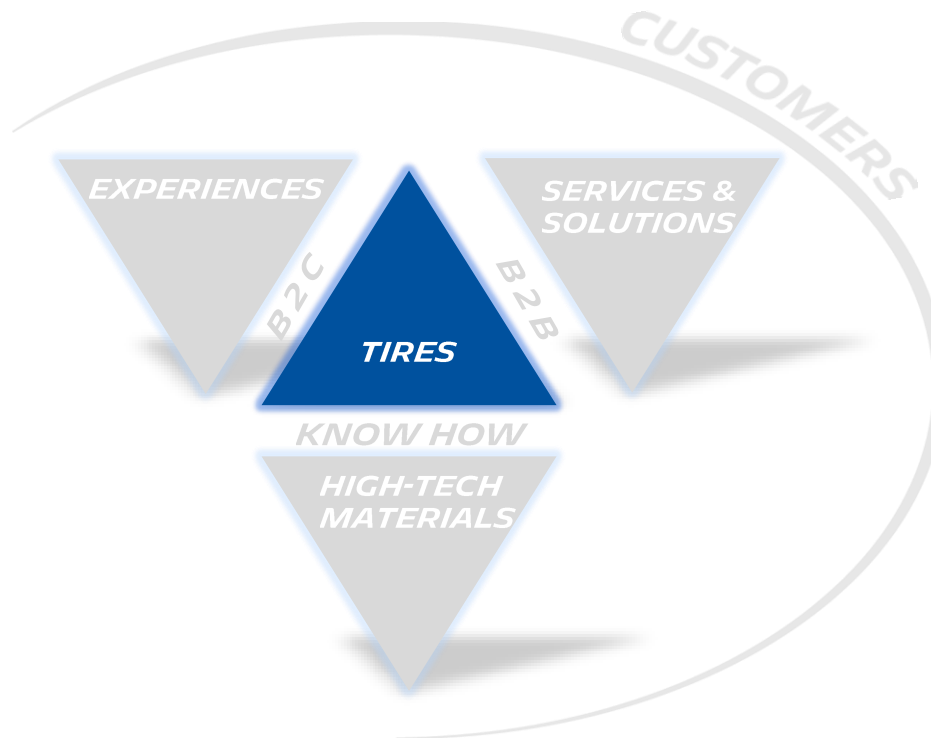 CUSTOMERS
EXPERIENCES
SERVICES &
SOLUTIONS
B2C
B2B
TIRES
KNOW HOW
HIGH-TECH
MATERIALS